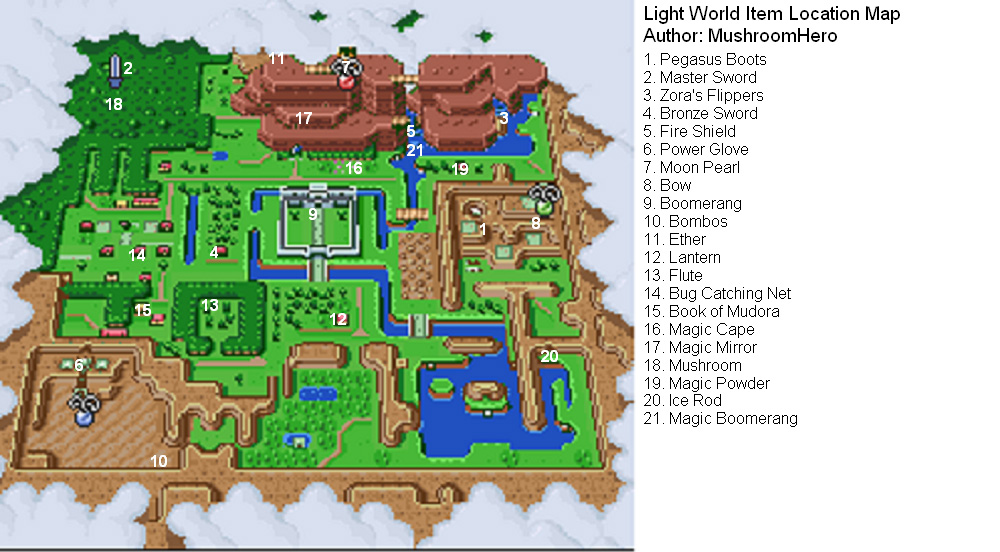 Light World Item Location Map
Author: MushroomHero
1. Pegasus Boots
2. Master Sword
3. Zora's Flippers
4. Bronze Sword
5. Fire Shield
6. Power Glove
7. Moon Pearl
8. Bow
9. Boomerang
10. Bombos
11. Ether
12. Lantern
13. Flute
14. Bug Catching Net
15. Book of Mudora
16. Magic Cape
17. Magic Mirror
18. Mushroom
19. Magic Powder
20. Ice Rod
21. Magic Boomerang
11
7
2
18
3
17
5
21
16
19
9
1
8
14
4
13
15
12
20
6
10